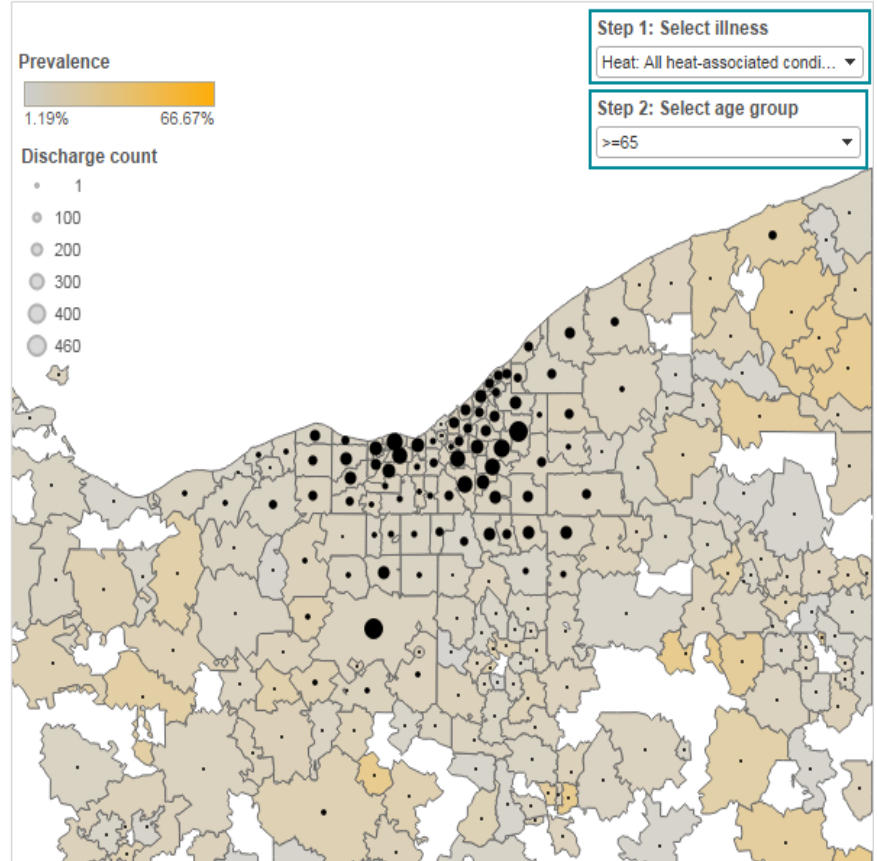 Step 1: Select illness
Heat: All heat-associated condi...
Prevalence
1.19% 66.67%
Step 2: Select age group
>=65
Discharge count
1
100
200
300
400
460